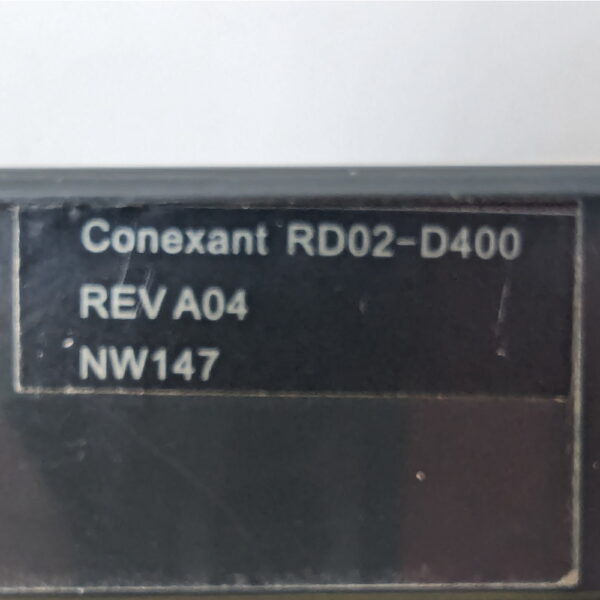 Conexant RD02-D400
REV A04
NW147